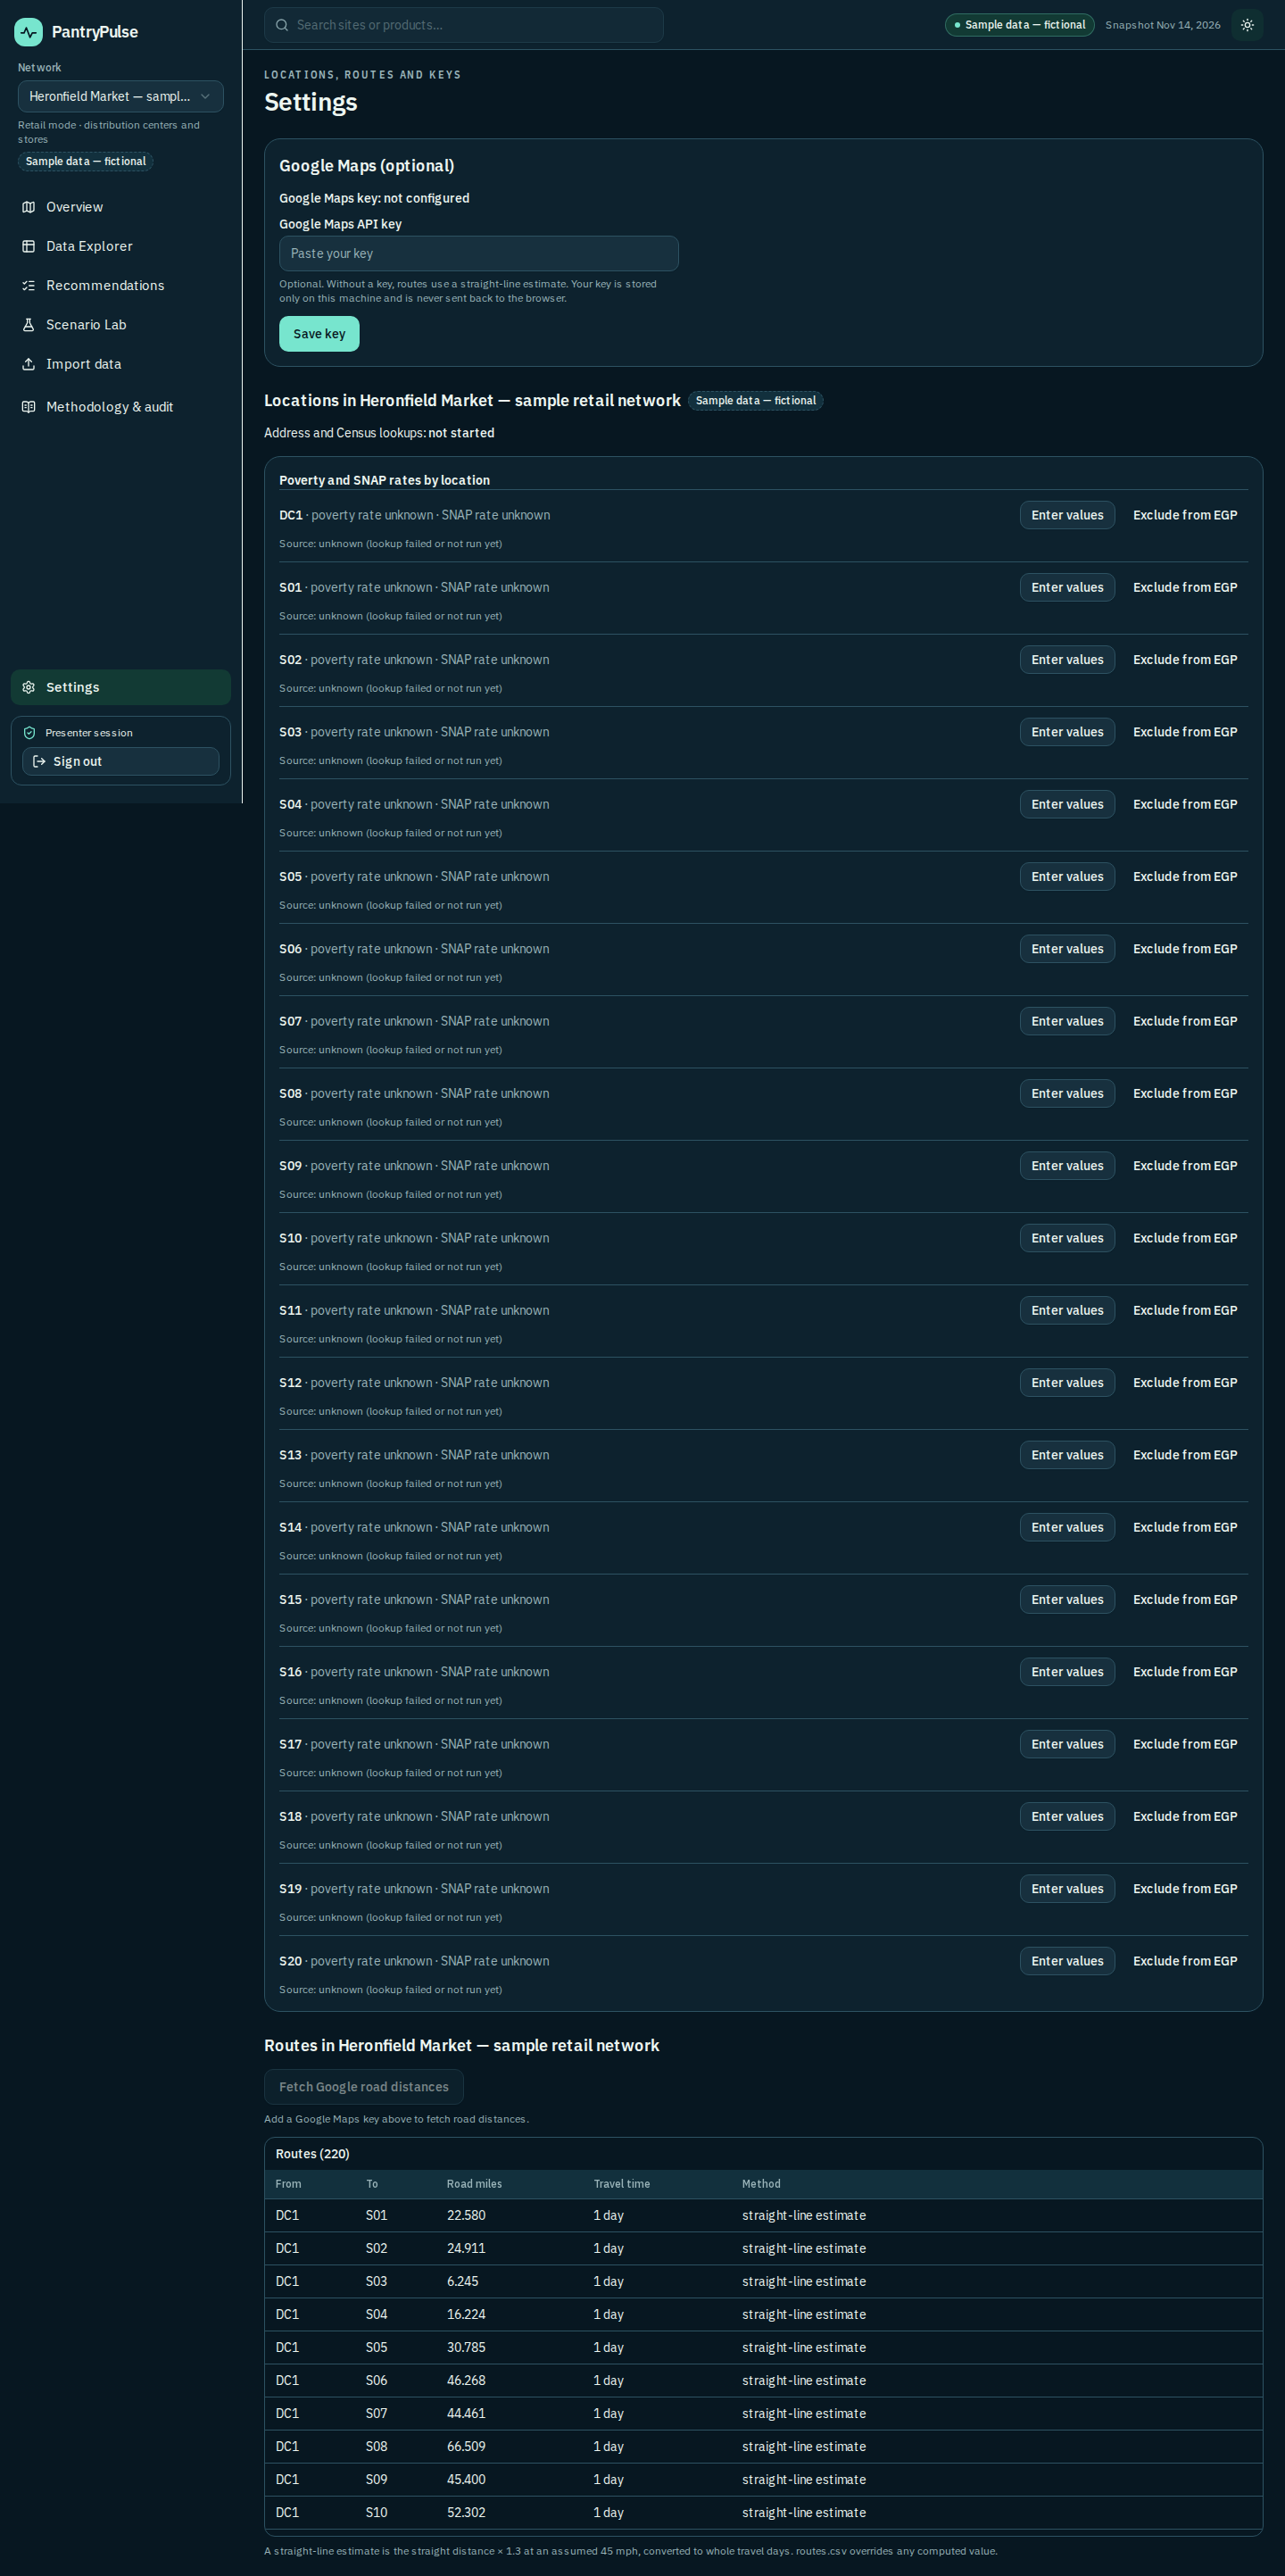 PantryPulse
Network
Heronfield Market — sampl...
Retail mode · distribution centers and
stores
Sample data — fictional
Overview
Data Explorer
Recommendations
Scenario Lab
Import data
Methodology & audit
Settings
Presenter session
Sign out
Search sites or products...
Sample data — fictional
Snapshot Nov 14, 2026
LOCATIONS, ROUTES AND KEYS
Settings
Google Maps (optional)
Google Maps key: not configured
Google Maps API key
Paste your key
Optional. Without a key, routes use a straight-line estimate. Your key is stored
only on this machine and is never sent back to the browser.
Save key
Locations in Heronfield Market — sample retail network Sample data — fictional
Address and Census lookups: not started
Poverty and SNAP rates by location
DC1 · poverty rate unknown · SNAP rate unknown Enter values Exclude from EGP
Source: unknown (lookup failed or not run yet)
S01 · poverty rate unknown · SNAP rate unknown Enter values Exclude from EGP
Source: unknown (lookup failed or not run yet)
S02 · poverty rate unknown · SNAP rate unknown Enter values Exclude from EGP
Source: unknown (lookup failed or not run yet)
S03 · poverty rate unknown · SNAP rate unknown Enter values Exclude from EGP
Source: unknown (lookup failed or not run yet)
S04 · poverty rate unknown · SNAP rate unknown Enter values Exclude from EGP
Source: unknown (lookup failed or not run yet)
S05 · poverty rate unknown · SNAP rate unknown Enter values Exclude from EGP
Source: unknown (lookup failed or not run yet)
S06 · poverty rate unknown · SNAP rate unknown Enter values Exclude from EGP
Source: unknown (lookup failed or not run yet)
S07 · poverty rate unknown · SNAP rate unknown Enter values Exclude from EGP
Source: unknown (lookup failed or not run yet)
S08 · poverty rate unknown · SNAP rate unknown Enter values Exclude from EGP
Source: unknown (lookup failed or not run yet)
S09 · poverty rate unknown · SNAP rate unknown Enter values Exclude from EGP
Source: unknown (lookup failed or not run yet)
S10 · poverty rate unknown · SNAP rate unknown Enter values Exclude from EGP
Source: unknown (lookup failed or not run yet)
S11 · poverty rate unknown · SNAP rate unknown Enter values Exclude from EGP
Source: unknown (lookup failed or not run yet)
S12 · poverty rate unknown · SNAP rate unknown Enter values Exclude from EGP
Source: unknown (lookup failed or not run yet)
S13 · poverty rate unknown · SNAP rate unknown Enter values Exclude from EGP
Source: unknown (lookup failed or not run yet)
S14 · poverty rate unknown · SNAP rate unknown Enter values Exclude from EGP
Source: unknown (lookup failed or not run yet)
S15 · poverty rate unknown · SNAP rate unknown Enter values Exclude from EGP
Source: unknown (lookup failed or not run yet)
S16 · poverty rate unknown · SNAP rate unknown Enter values Exclude from EGP
Source: unknown (lookup failed or not run yet)
S17 · poverty rate unknown · SNAP rate unknown Enter values Exclude from EGP
Source: unknown (lookup failed or not run yet)
S18 · poverty rate unknown · SNAP rate unknown Enter values Exclude from EGP
Source: unknown (lookup failed or not run yet)
S19 · poverty rate unknown · SNAP rate unknown Enter values Exclude from EGP
Source: unknown (lookup failed or not run yet)
S20 · poverty rate unknown · SNAP rate unknown Enter values Exclude from EGP
Source: unknown (lookup failed or not run yet)
Routes in Heronfield Market — sample retail network
Fetch Google road distances
Add a Google Maps key above to fetch road distances.
Routes (220)
From To Road miles Travel time Method
DC1 S01 22.580 1 day straight-line estimate
DC1 S02 24.911 1 day straight-line estimate
DC1 S03 6.245 1 day straight-line estimate
DC1 S04 16.224 1 day straight-line estimate
DC1 S05 30.785 1 day straight-line estimate
DC1 S06 46.268 1 day straight-line estimate
DC1 S07 44.461 1 day straight-line estimate
DC1 S08 66.509 1 day straight-line estimate
DC1 S09 45.400 1 day straight-line estimate
DC1 S10 52.302 1 day straight-line estimate
A straight-line estimate is the straight distance × 1.3 at an assumed 45 mph, converted to whole travel days. routes.csv overrides any computed value.